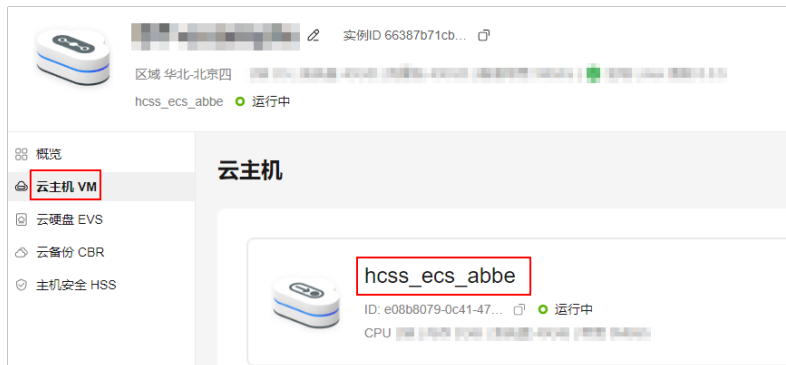 实例ID 66387b71cb...
区域 华北-北京四
hcss_ecs_abbe 运行中
概览
云主机 VM
云硬盘 EVS
云备份 CBR
主机安全 HSS
云主机
hcss_ecs_abbe
ID: e08b8079-0c41-47... 运行中
CPU